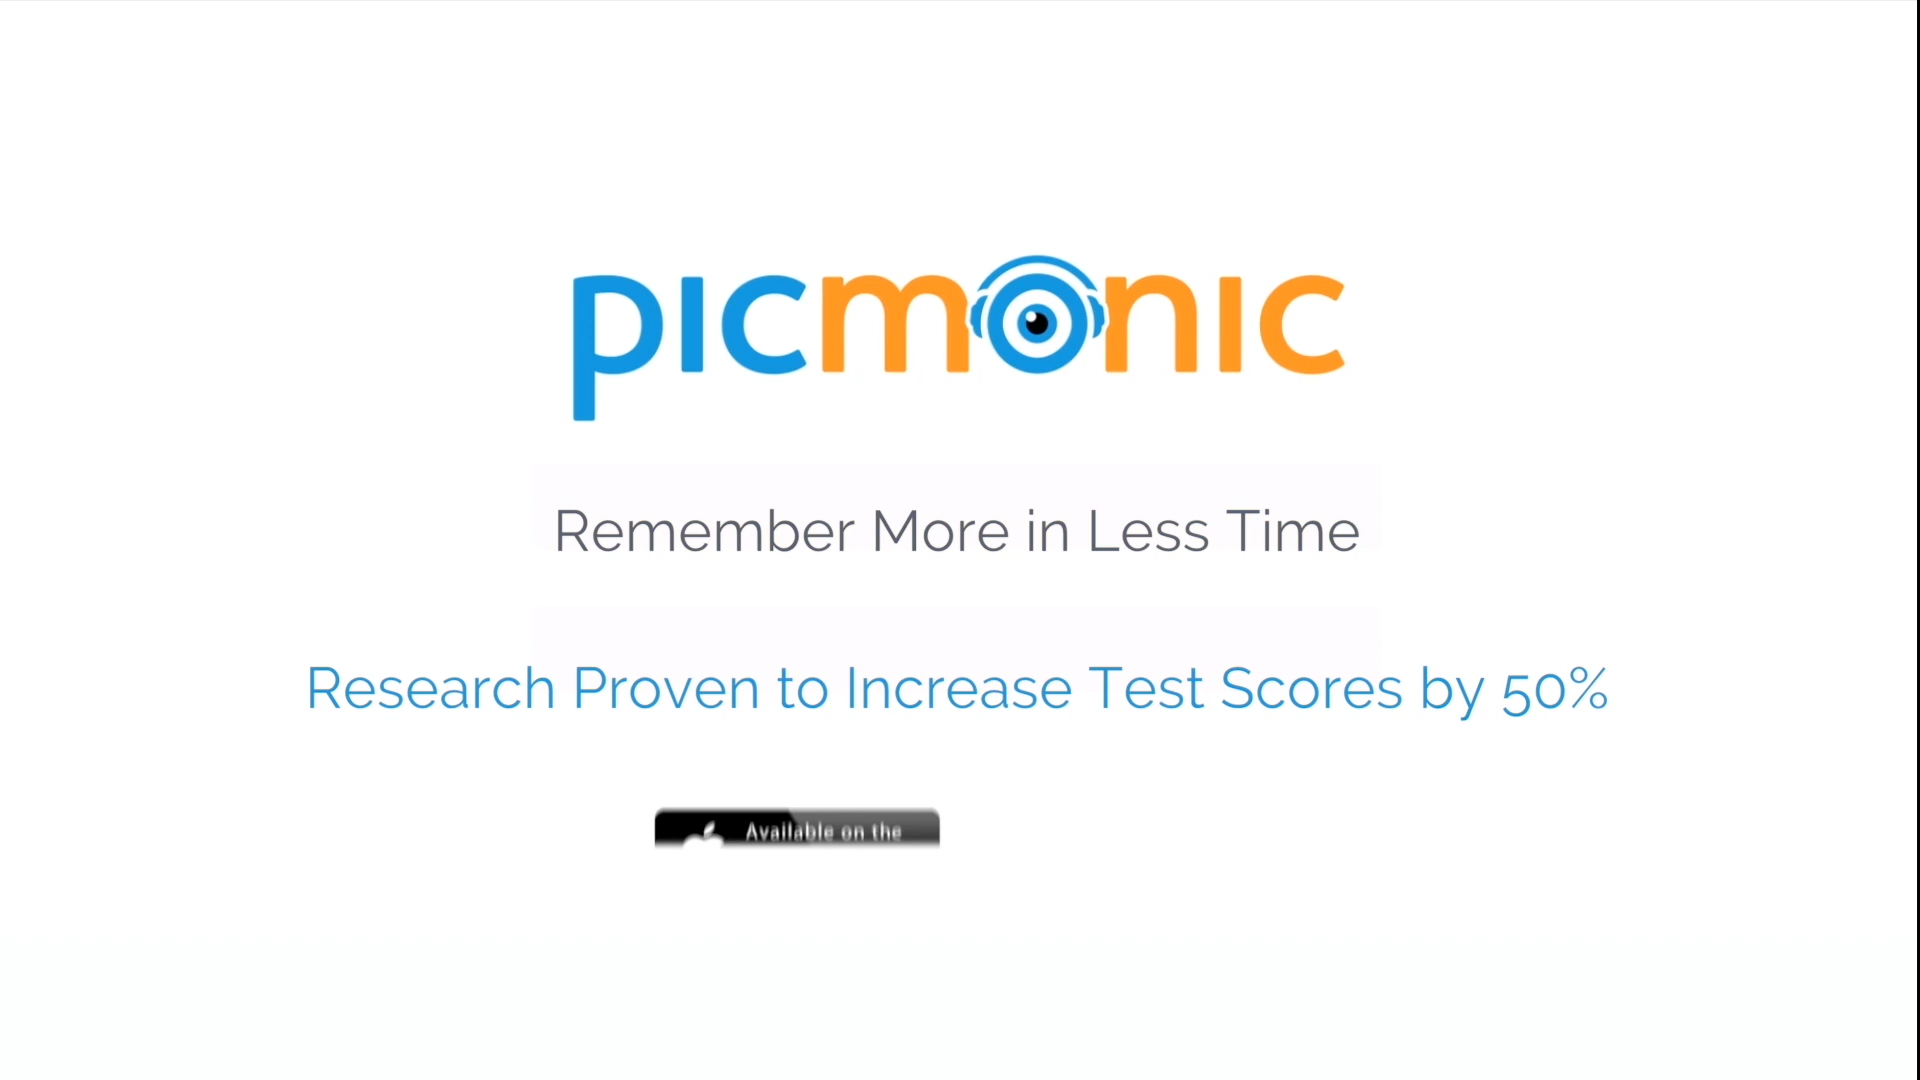 picmonic
Remember More in Less Time
Research Proven to Increase Test Scores by 50%
Available on the